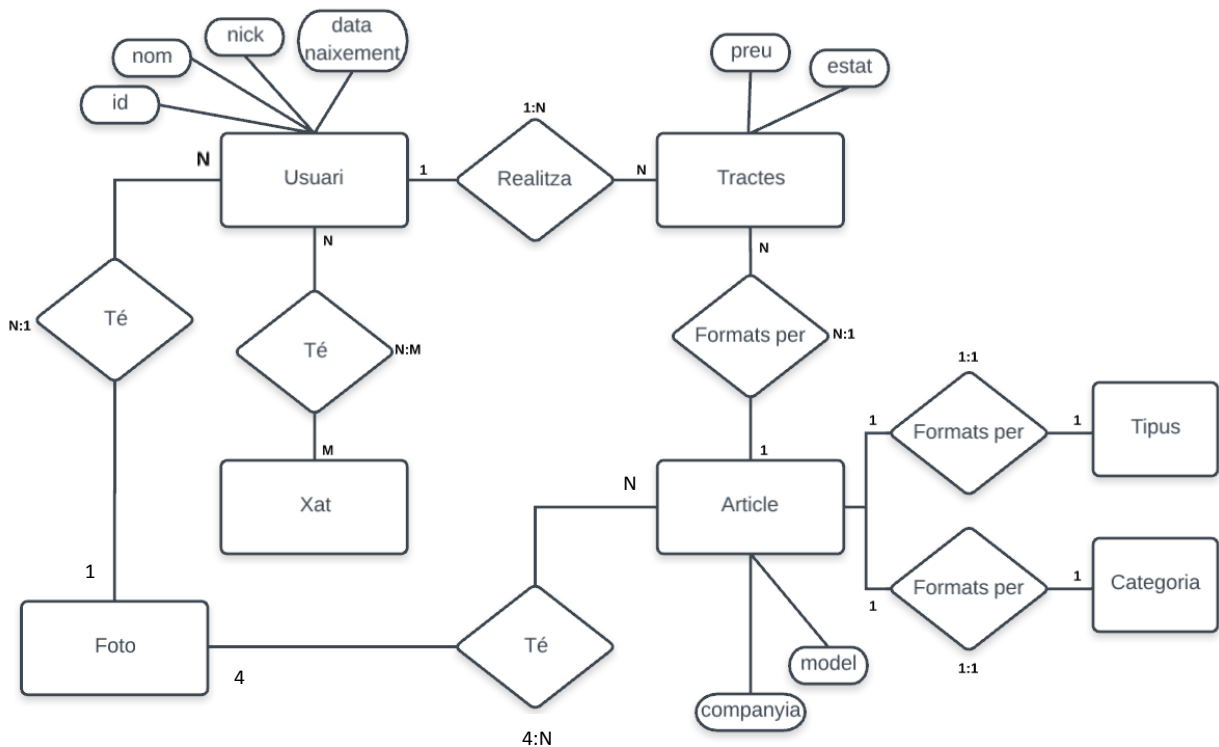 data
naixement
nick
nom
id
preu
estat
1:N
N
Usuari
1
Realitza
N
Tractes
N
N
Té
N:1
Té
N:M
Formats per
N:1
1:1
M
1
1
Formats per
1
Tipus
Xat
N
Article
1
Formats per
1
Categoria
1
1:1
Foto
4
Té
4:N
model
companyia